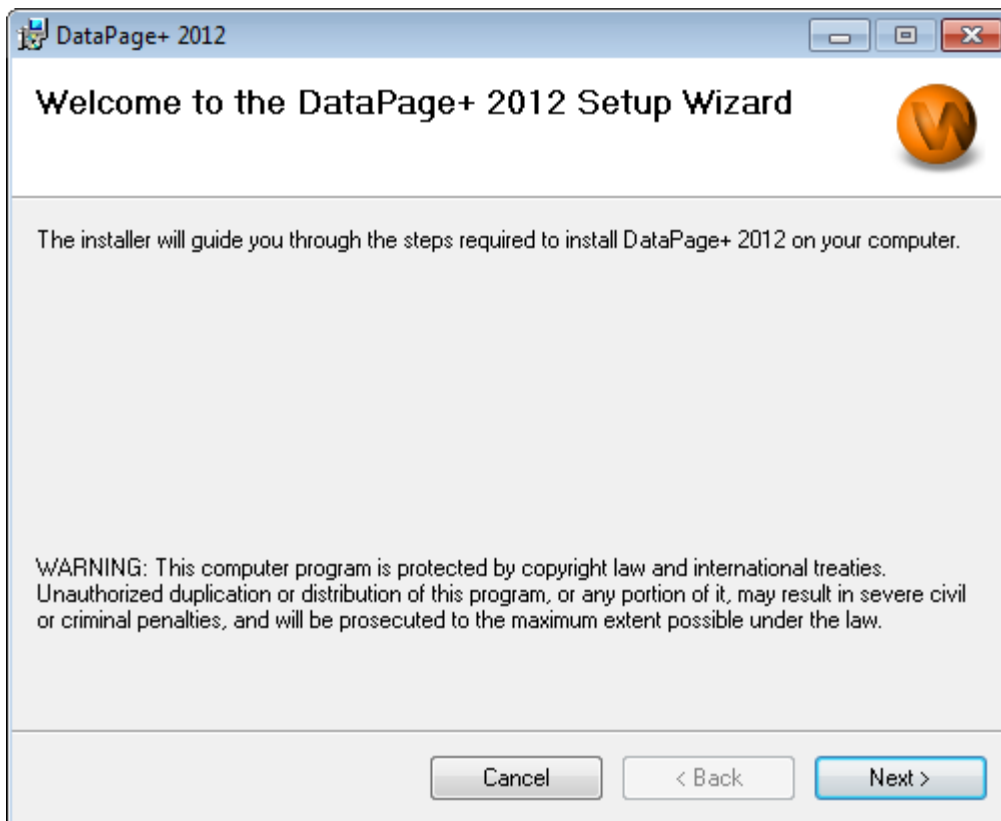 DataPage+ 2012
Welcome to the DataPage+ 2012 Setup Wizard
W
The installer will guide you through the steps required to install DataPage+ 2012 on your computer.
WARNING: This computer program is protected by copyright law and international treaties.
Unauthorized duplication or distribution of this program, or any portion of it, may result in severe civil
or criminal penalties, and will be prosecuted to the maximum extent possible under the law.
Cancel
< Back
Next >